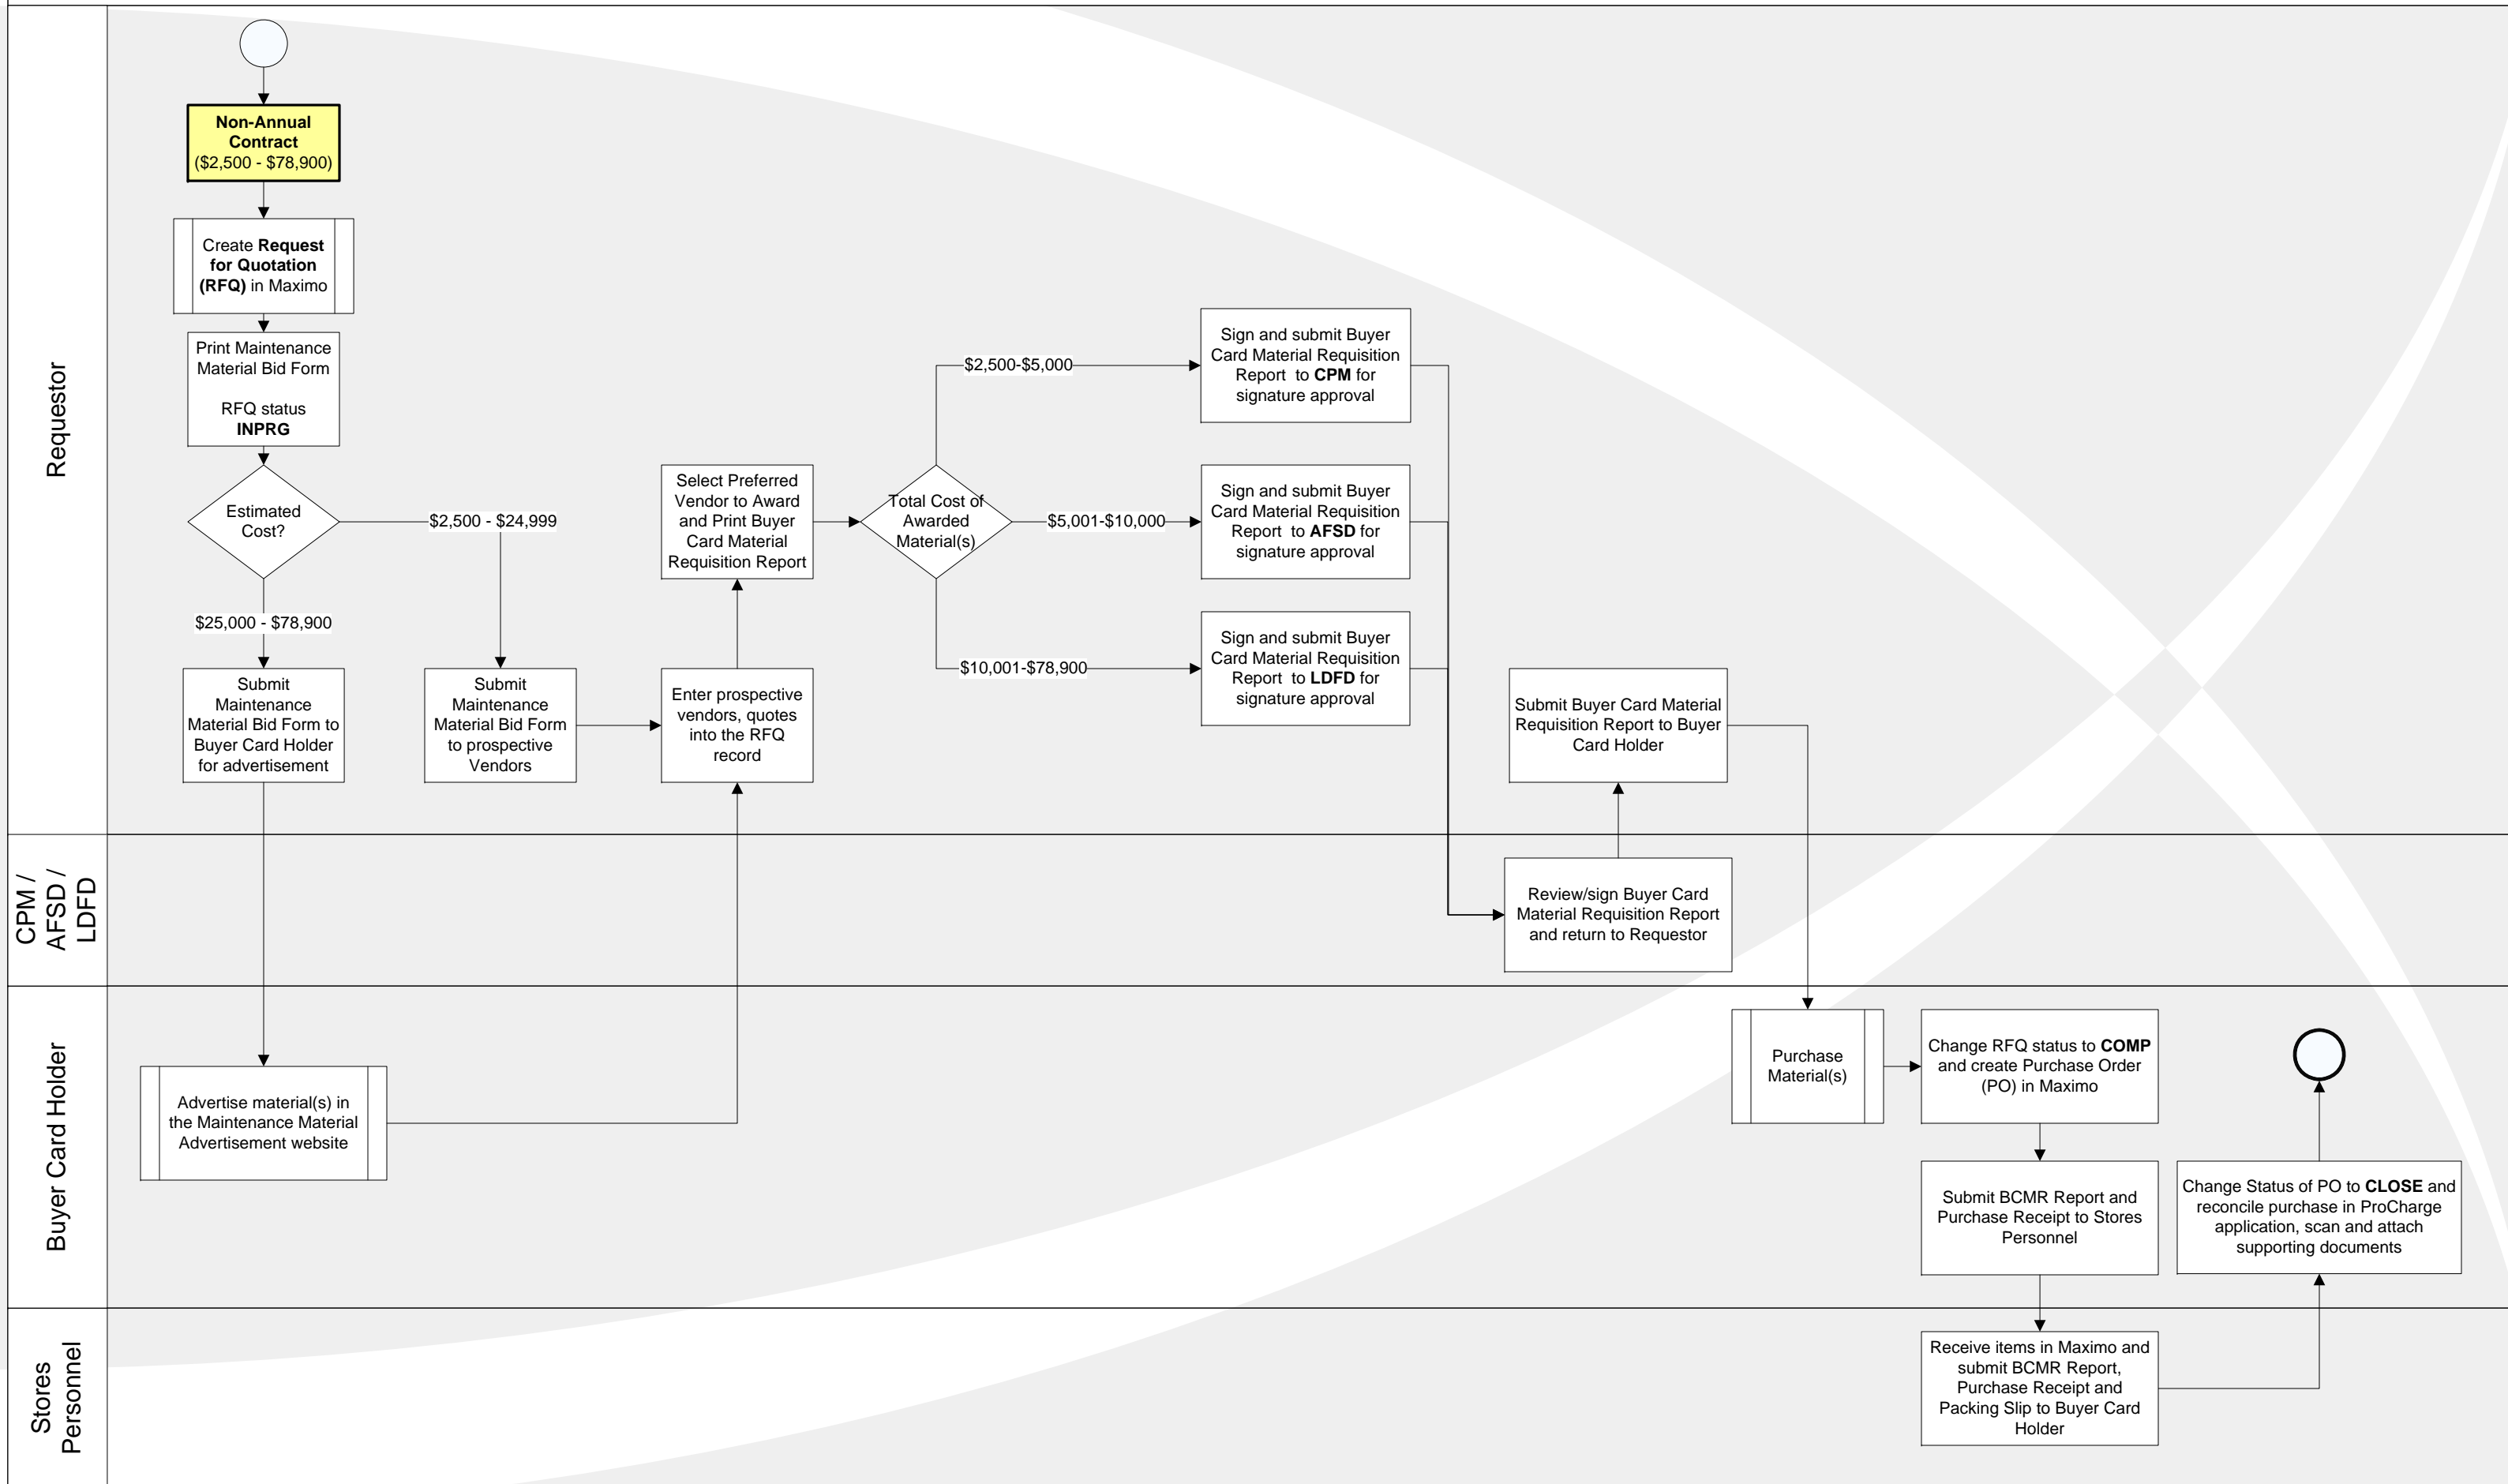 Requestor
Non-Annual
Contract
($2,500 - $78,900)
Create Request
for Quotation
(RFQ) in Maximo
Print Maintenance
Material Bid Form
RFQ status
INPRG
Estimated
Cost?
$2,500 - $24,999
$25,000 - $78,900
Submit
Maintenance
Material Bid Form to
Buyer Card Holder
for advertisement
Submit
Maintenance
Material Bid Form
to prospective
Vendors
Enter prospective
vendors, quotes
into the RFQ
record
Select Preferred
Vendor to Award
and Print Buyer
Card Material
Requisition Report
Total Cost of
Awarded
Material(s)
$2,500-$5,000
$5,001-$10,000
$10,001-$78,900
Sign and submit Buyer
Card Material Requisition
Report to CPM for
signature approval
Sign and submit Buyer
Card Material Requisition
Report to AFSD for
signature approval
Sign and submit Buyer
Card Material Requisition
Report to LDFD for
signature approval
Submit Buyer Card Material
Requisition Report to Buyer
Card Holder
CPM /
AFSD /
LDFD
Review/sign Buyer Card
Material Requisition Report
and return to Requestor
Buyer Card Holder
Advertise material(s) in
the Maintenance Material
Advertisement website
Purchase
Material(s)
Change RFQ status to COMP
and create Purchase Order
(PO) in Maximo
Submit BCMR Report and
Purchase Receipt to Stores
Personnel
Change Status of PO to CLOSE and
reconcile purchase in ProCharge
application, scan and attach
supporting documents
Stores
Personnel
Receive items in Maximo and
submit BCMR Report,
Purchase Receipt and
Packing Slip to Buyer Card
Holder